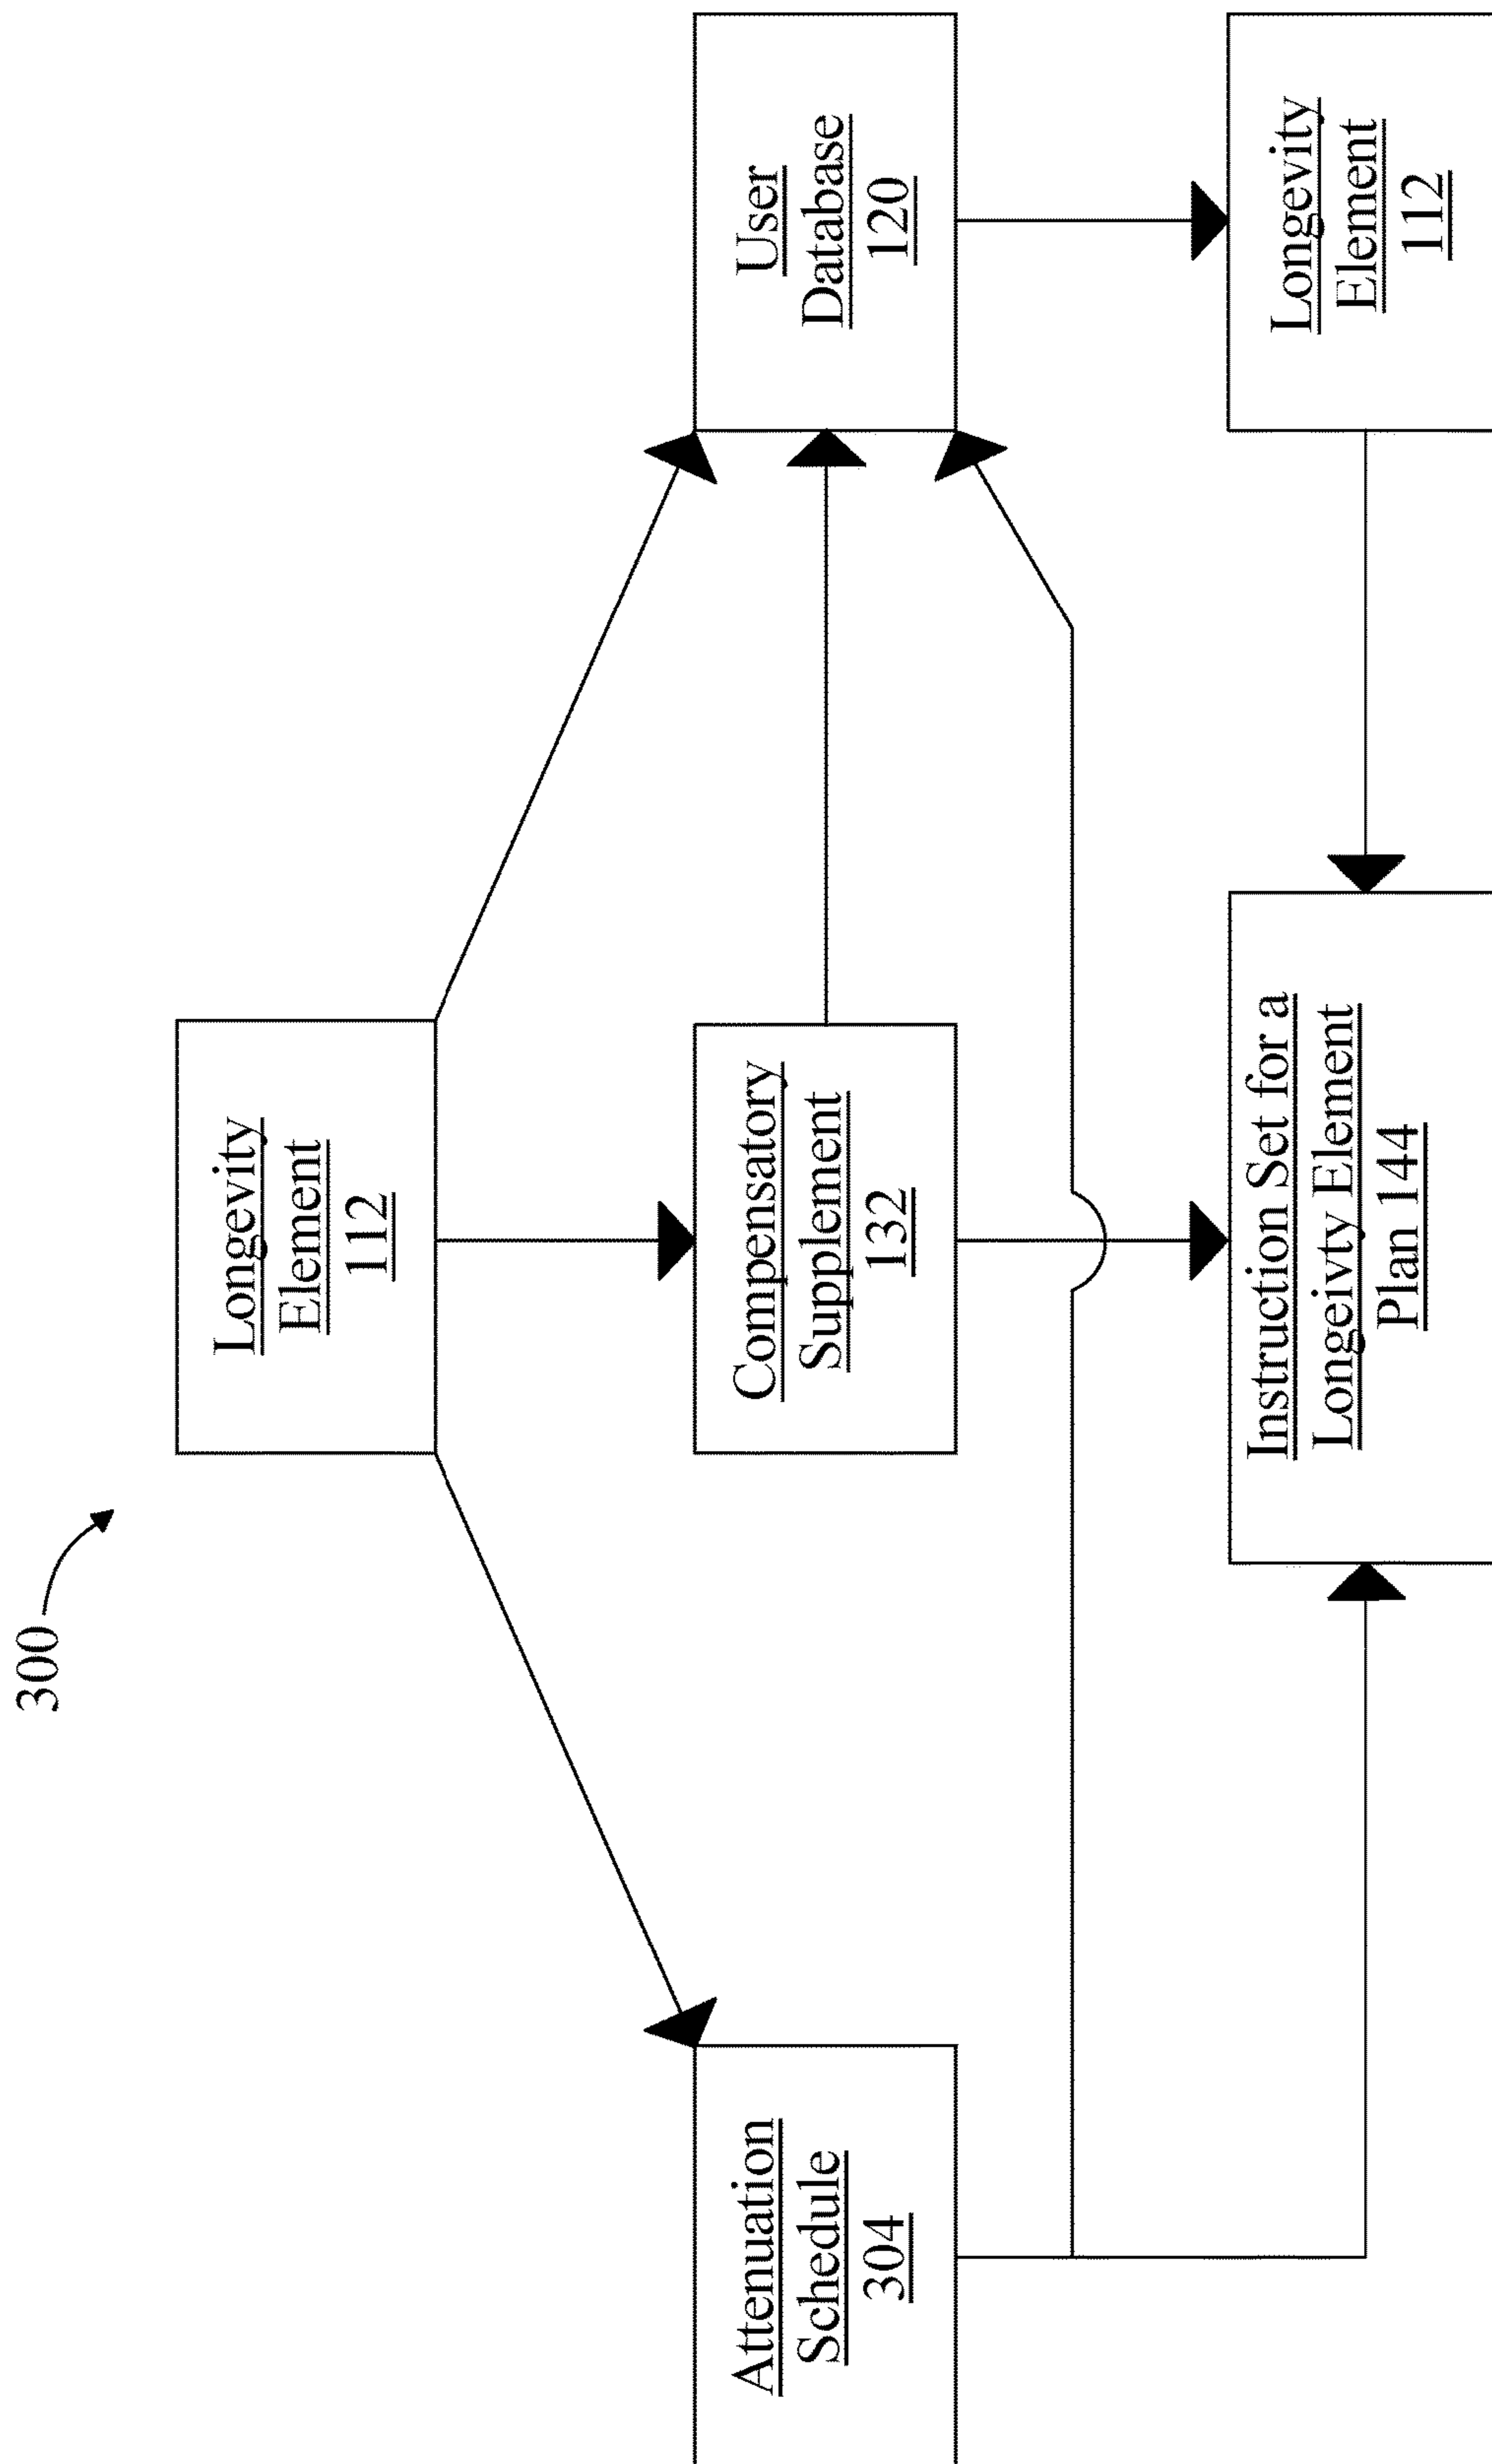 300
Longevity
Element
112
Attenuation
Schedule
304
Compensatory
Supplement
132
User
Database
120
Instruction Set for a
Longeivty Element
Plan 144
Longevity
Element
112